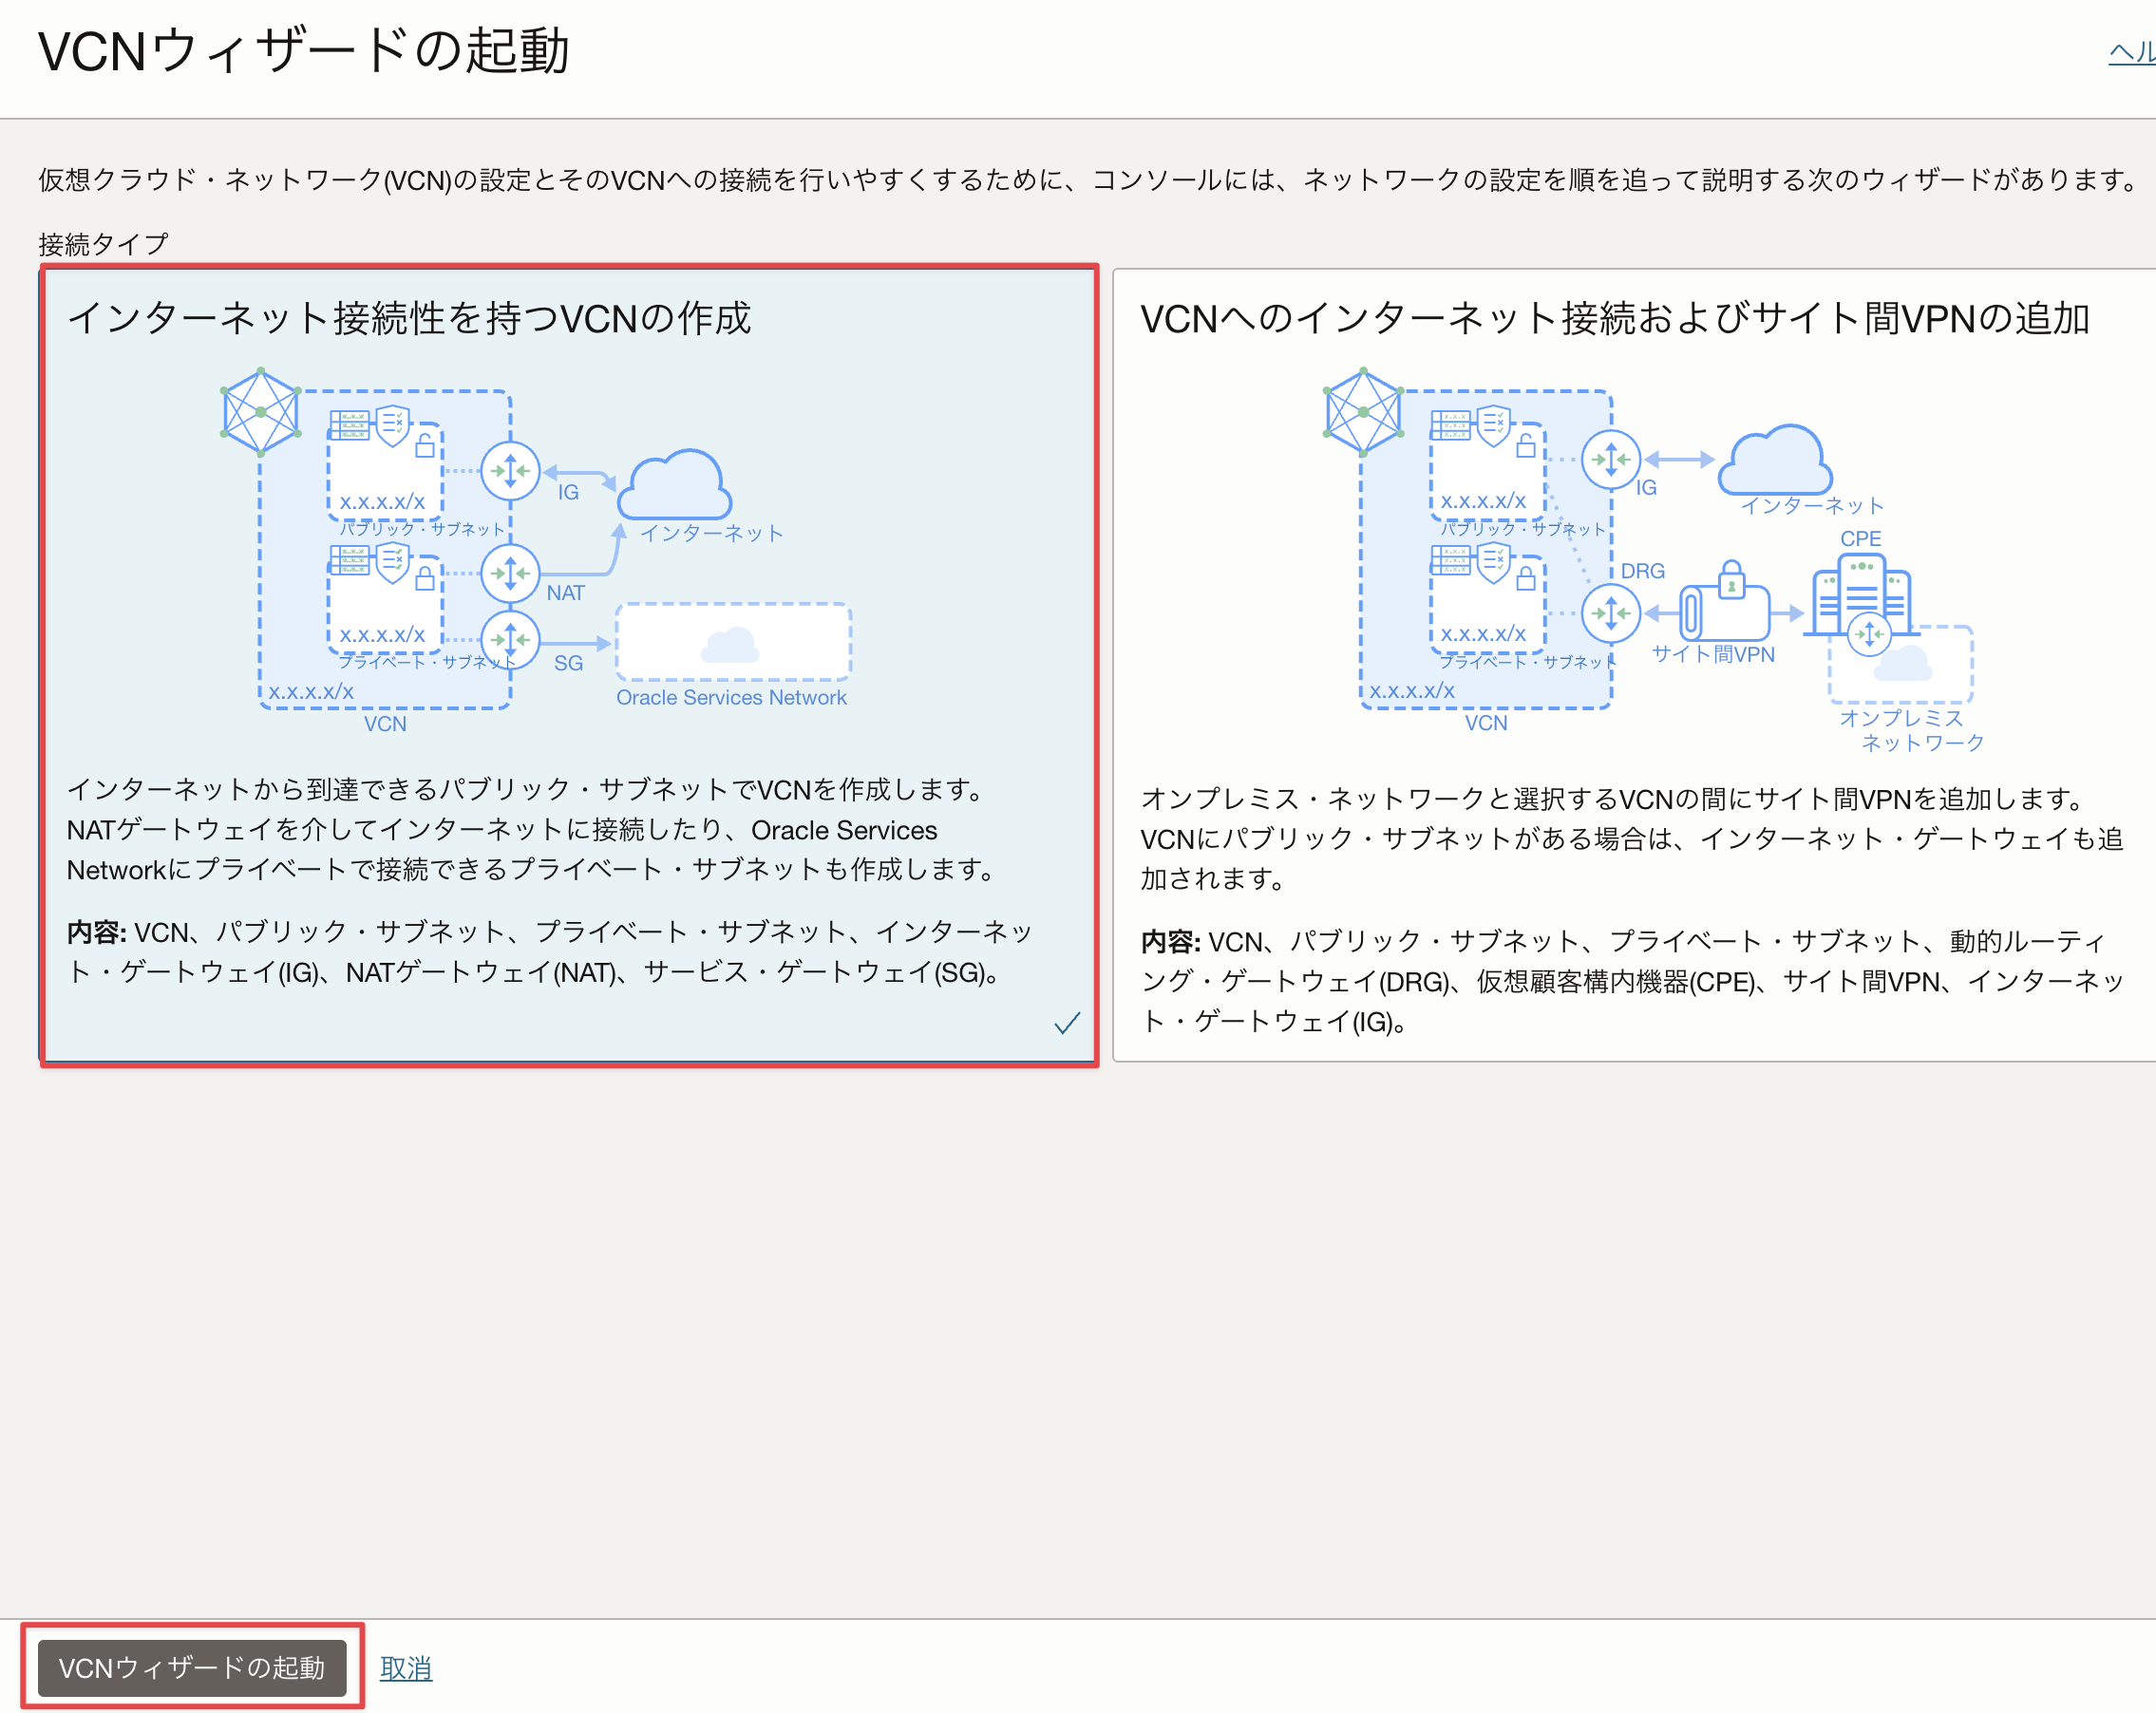 VCNウィザードの起動
ヘル
仮想クラウド・ネットワーク(VCN)の設定とそのVCNへの接続を行いやすくするために、コンソールには、ネットワークの設定を順を追って説明する次のウィザードがあります。
接続タイプ
インターネット接続性を持つVCNの作成
x.x.x.x/x
パブリック・サブネット
IG
インターネット
x.x.x.x/x
プライベート・サブネット
NAT
SG
Oracle Services Network
x.x.x.x/x
VCN
インターネットから到達できるパブリック・サブネットでVCNを作成します。
NATゲートウェイを介してインターネットに接続したり、Oracle Services
Networkにプライベートで接続できるプライベート・サブネットも作成します。
内容: VCN、パブリック・サブネット、プライベート・サブネット、インターネッ
ト・ゲートウェイ(IG)、NATゲートウェイ(NAT)、サービス・ゲートウェイ(SG)。
VCNへのインターネット接続およびサイト間VPNの追加
x.x.x.x/x
パブリック・サブネット
IG
インターネット
CPE
DRG
x.x.x.x/x
プライベート・サブネット
サイト間VPN
x.x.x.x/x
VCN
オンプレミス
ネットワーク
オンプレミス・ネットワークと選択するVCNの間にサイト間VPNを追加します。
VCNにパブリック・サブネットがある場合は、インターネット・ゲートウェイも追
加されます。
内容: VCN、パブリック・サブネット、プライベート・サブネット、動的ルーティ
ング・ゲートウェイ(DRG)、仮想顧客構内機器(CPE)、サイト間VPN、インターネッ
ト・ゲートウェイ(IG)。
VCNウィザードの起動
取消